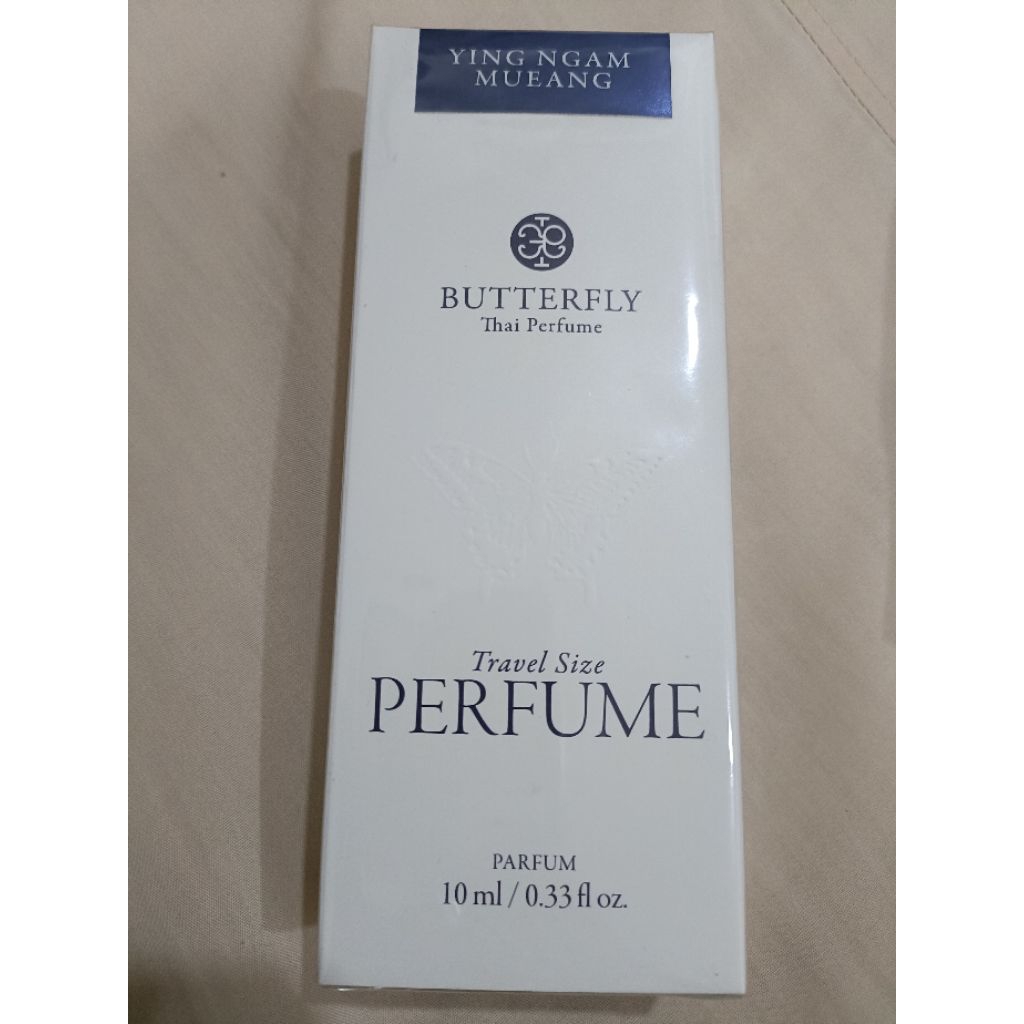 YING NGAM
MUEANG
BUTTERFLY
Thai Perfume
Travel Size
PERFUME
PARFUM
10 ml / 0.33 fl oz.